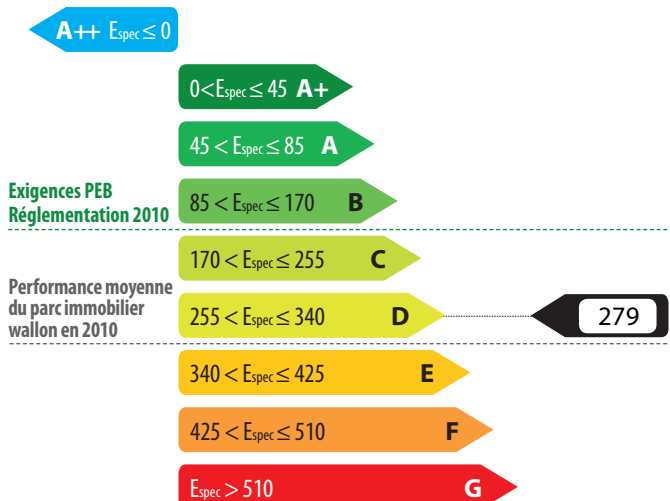 A++ Espec ≤ 0
0 < Espec ≤ 45 A+
45 < Espec ≤ 85 A
Exigences PEB
Réglementation 2010
85 < Espec ≤ 170 B
170 < Espec ≤ 255 C
Performance moyenne
du parc immobilier
wallon en 2010
255 < Espec ≤ 340 D
279
340 < Espec ≤ 425 E
425 < Espec ≤ 510 F
Espec > 510 G